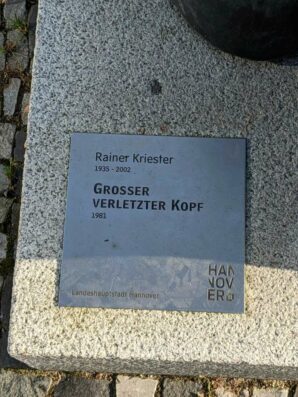 Rainer Kriester
1935 - 2002
GROSSER
VERLETZTER KOPF
1981
HAN
NOV
ER
Landeshauptstadt Hannover